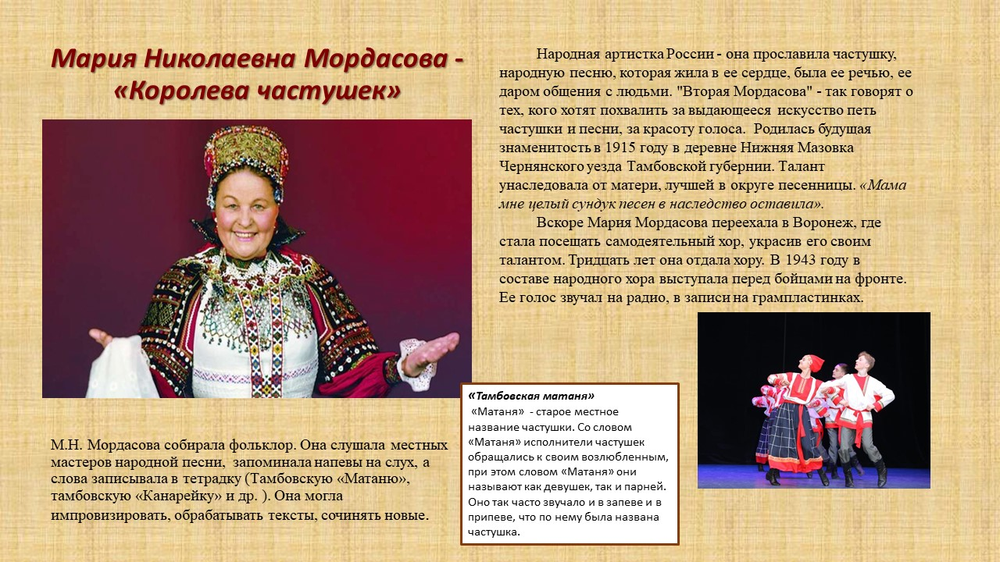 Мария Николаевна Мордасова -
«Королева частушек»
Народная артистка России - она прославила частушку,
народную песню, которая жила в ее сердце, была ее речью, ее
даром общения с людьми. "Вторая Мордасова" - так говорят о
тех, кого хотят похвалить за выдающееся искусство петь
частушки и песни, за красоту голоса. Родилась будущая
знаменитость в 1915 году в деревне Нижняя Мазовка
Чернянского уезда Тамбовской губернии. Талант
унаследовала от матери, лучшей в округе песенницы. «Мама
мне целый сундук песен в наследство оставила».
Вскоре Мария Мордасова переехала в Воронеж, где
стала посещать самодеятельный хор, украсив его своим
талантом. Тридцать лет она отдала хору. В 1943 году в
составе народного хора выступала перед бойцами на фронте.
Ее голос звучал на радио, в записи на грампластинках.
М.Н. Мордасова собирала фольклор. Она слушала местных
мастеров народной песни, запоминала напевы на слух, а
слова записывала в тетрадку (Тамбовскую «Матаню»,
тамбовскую «Канарейку» и др. ). Она могла
импровизировать, обрабатывать тексты, сочинять новые.
«Тамбовская матаня»
«Матаня» - старое местное
название частушки. Со словом
«Матаня» исполнители частушек
обращались к своим возлюбленным,
при этом словом «Матаня» они
называют как девушек, так и парней.
Оно так часто звучало и в запеве и в
припеве, что по нему была названа
частушка.